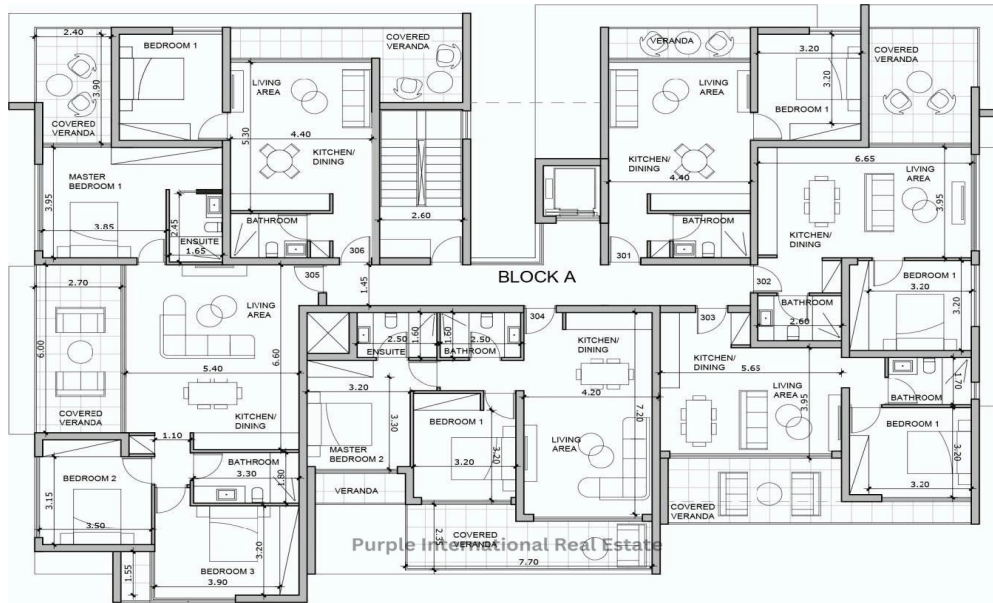 2.40
BEDROOM 1
COVERED
VERANDA
3.90
COVERED
VERANDA
LIVING
AREA
4.40
5.30
KITCHEN/
DINING
VERANDA
LIVING
AREA
3.20
3.20
BEDROOM 1
COVERED
VERANDA
KITCHEN/
DINING
4.40
6.65
LIVING
AREA
3.95
KITCHEN/
DINING
MASTER
BEDROOM 1
3.95
3.85
2.45
ENSUITE
1.65
BATHROOM
306
2.60
BATHROOM
301
BLOCK A
302
BEDROOM 1
3.20
3.20
BATHROOM
2.60
2.70
6.00
COVERED
VERANDA
305
1.45
LIVING
AREA
6.60
5.40
KITCHEN/
DINING
2.50
1.60
ENSUITE
1.60
2.50
BATHROOM
304
303
3.20
3.30
MASTER
BEDROOM 2
BEDROOM 1
3.20
3.20
KITCHEN/
DINING
4.20
7.20
LIVING
AREA
KITCHEN/
DINING
5.65
LIVING
AREA
3.95
1.70
BATHROOM
BEDROOM 1
3.20
3.20
1.10
BATHROOM
3.30
1.80
BEDROOM 2
3.15
3.50
VERANDA
COVERED
VERANDA
2.35
COVERED
VERANDA
7.70
Purple International Real Estate
3.20
BEDROOM 3
3.90
1.55